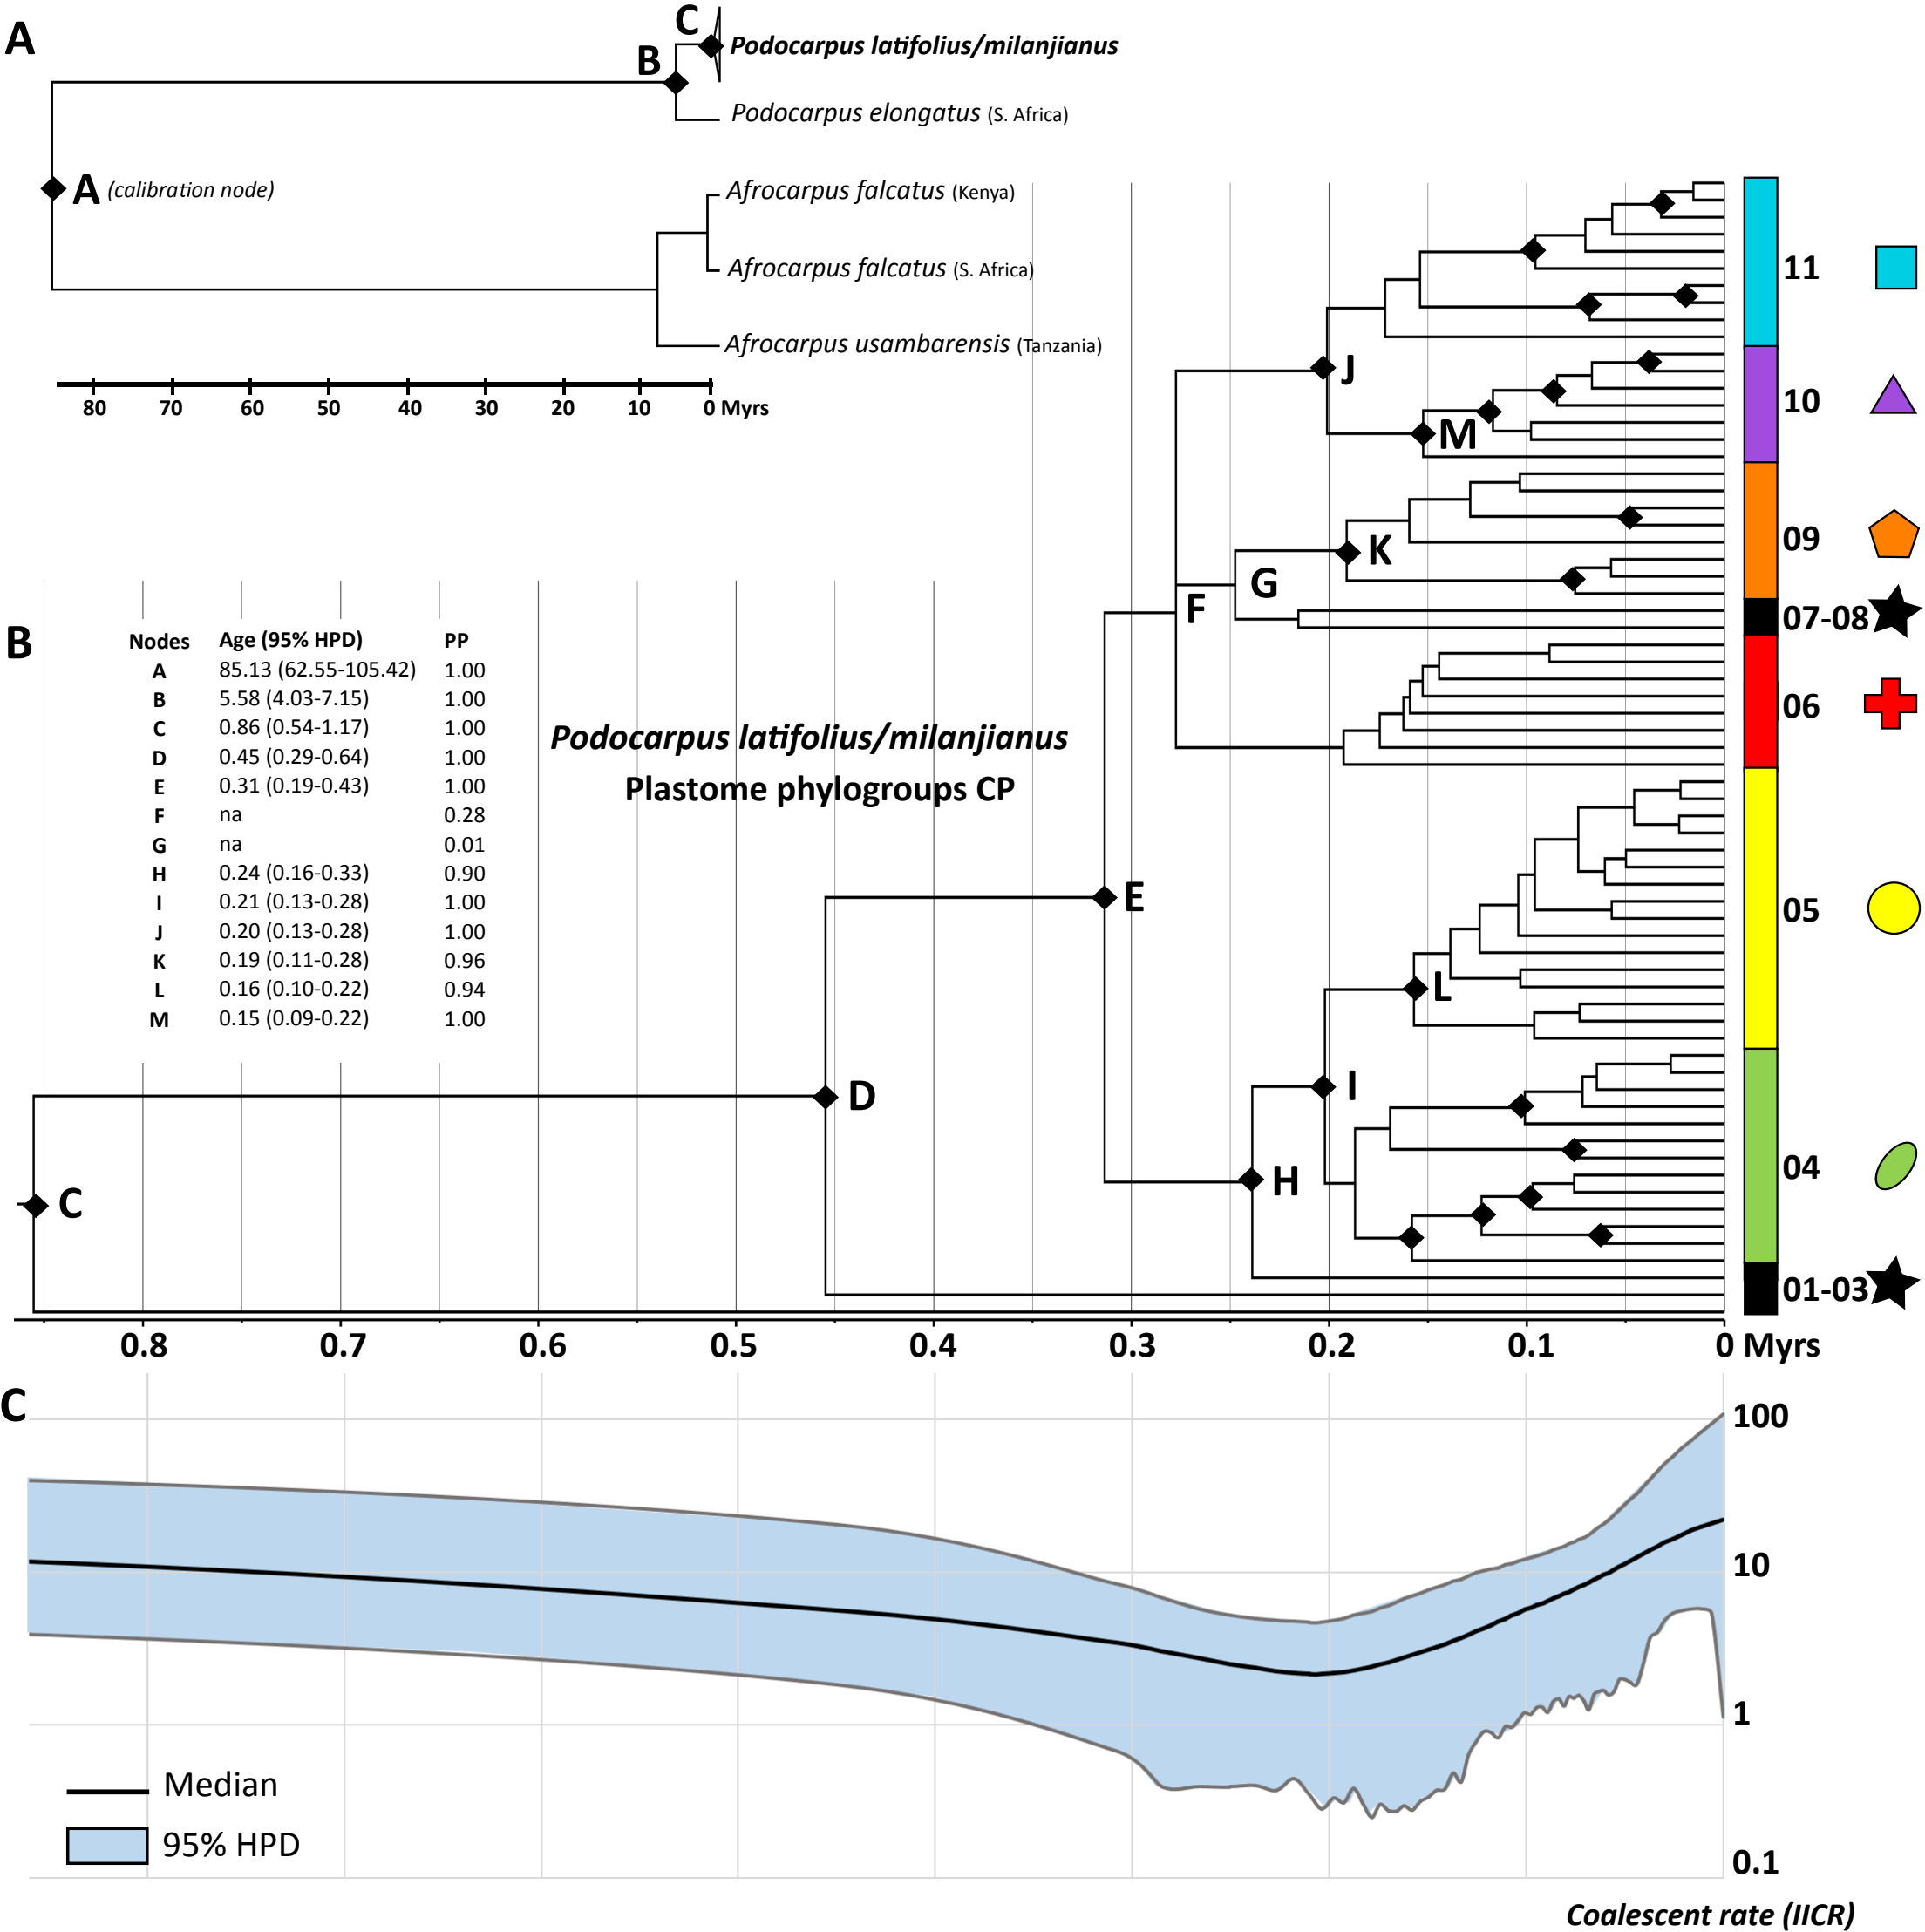 A
C
Podocarpus latifolius/milanjianus
B
Podocarpus elongatus (S. Africa)
A (calibration node)
Afrocarpus falcatus (Kenya)
Afrocarpus falcatus (S. Africa)
Afrocarpus usambarensis (Tanzania)
80 70 60 50 40 30 20 10 0 Myrs
B
Nodes Age (95% HPD) PP
A 85.13 (62.55-105.42) 1.00
B 5.58 (4.03-7.15) 1.00
C 0.86 (0.54-1.17) 1.00
D 0.45 (0.29-0.64) 1.00
E 0.31 (0.19-0.43) 1.00
F na 0.28
G na 0.01
H 0.24 (0.16-0.33) 0.90
I 0.21 (0.13-0.28) 1.00
J 0.20 (0.13-0.28) 1.00
K 0.19 (0.11-0.28) 0.96
L 0.16 (0.10-0.22) 0.94
M 0.15 (0.09-0.22) 1.00
Podocarpus latifolius/milanjianus
Plastome phylogroups CP
J
M
K
G
F
E
L
I
D
H
C
11
10
09
07-08
06
05
04
01-03
0.8 0.7 0.6 0.5 0.4 0.3 0.2 0.1 0 Myrs
C
100
10
1
0.1
Median
95% HPD
Coalescent rate (IICR)